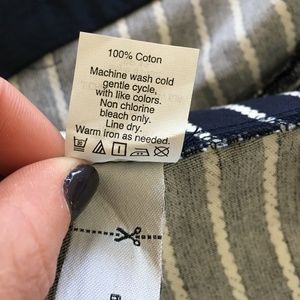 100% Coton
Machine wash cold
gentle cycle,
with like colors.
Non chlorine
bleach only.
Line dry.
Warm iron as needed.